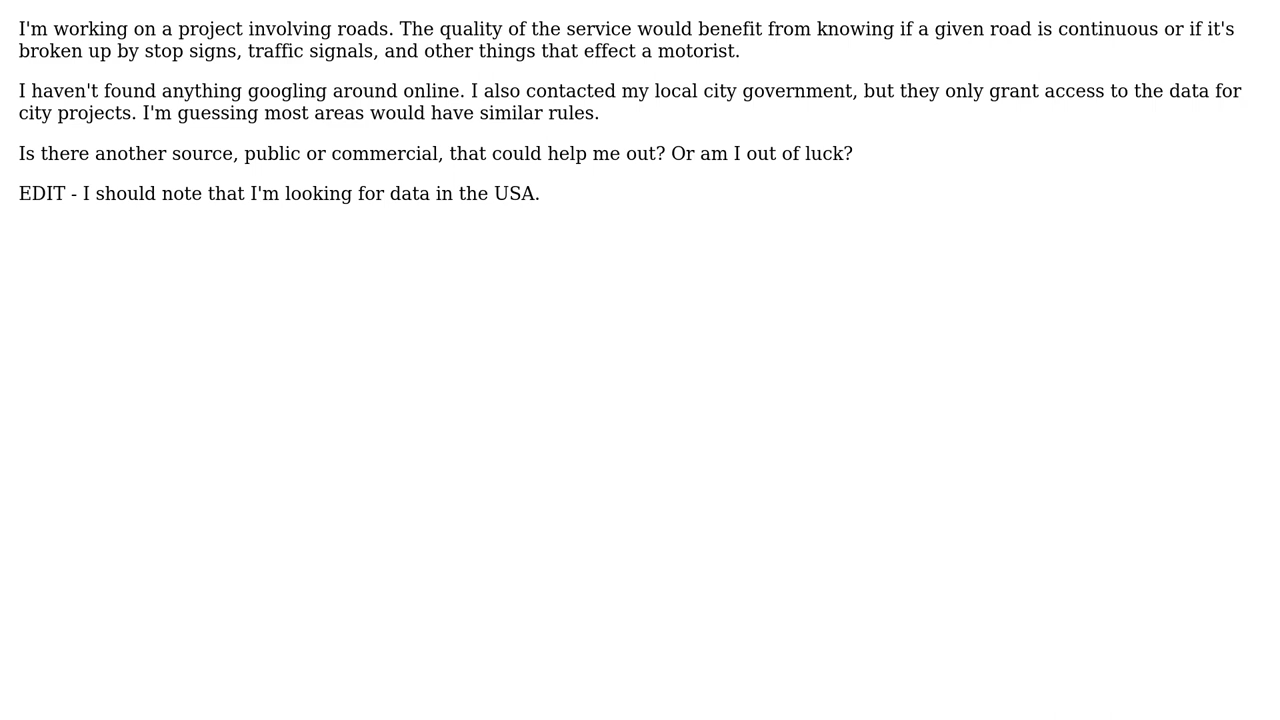 I'm working on a project involving roads. The quality of the service would benefit from knowing if a given road is continuous or if it's
broken up by stop signs, traffic signals, and other things that effect a motorist.
I haven't found anything googling around online. I also contacted my local city government, but they only grant access to the data for
city projects. I'm guessing most areas would have similar rules.
Is there another source, public or commercial, that could help me out? Or am I out of luck?
EDIT - I should note that I'm looking for data in the USA.